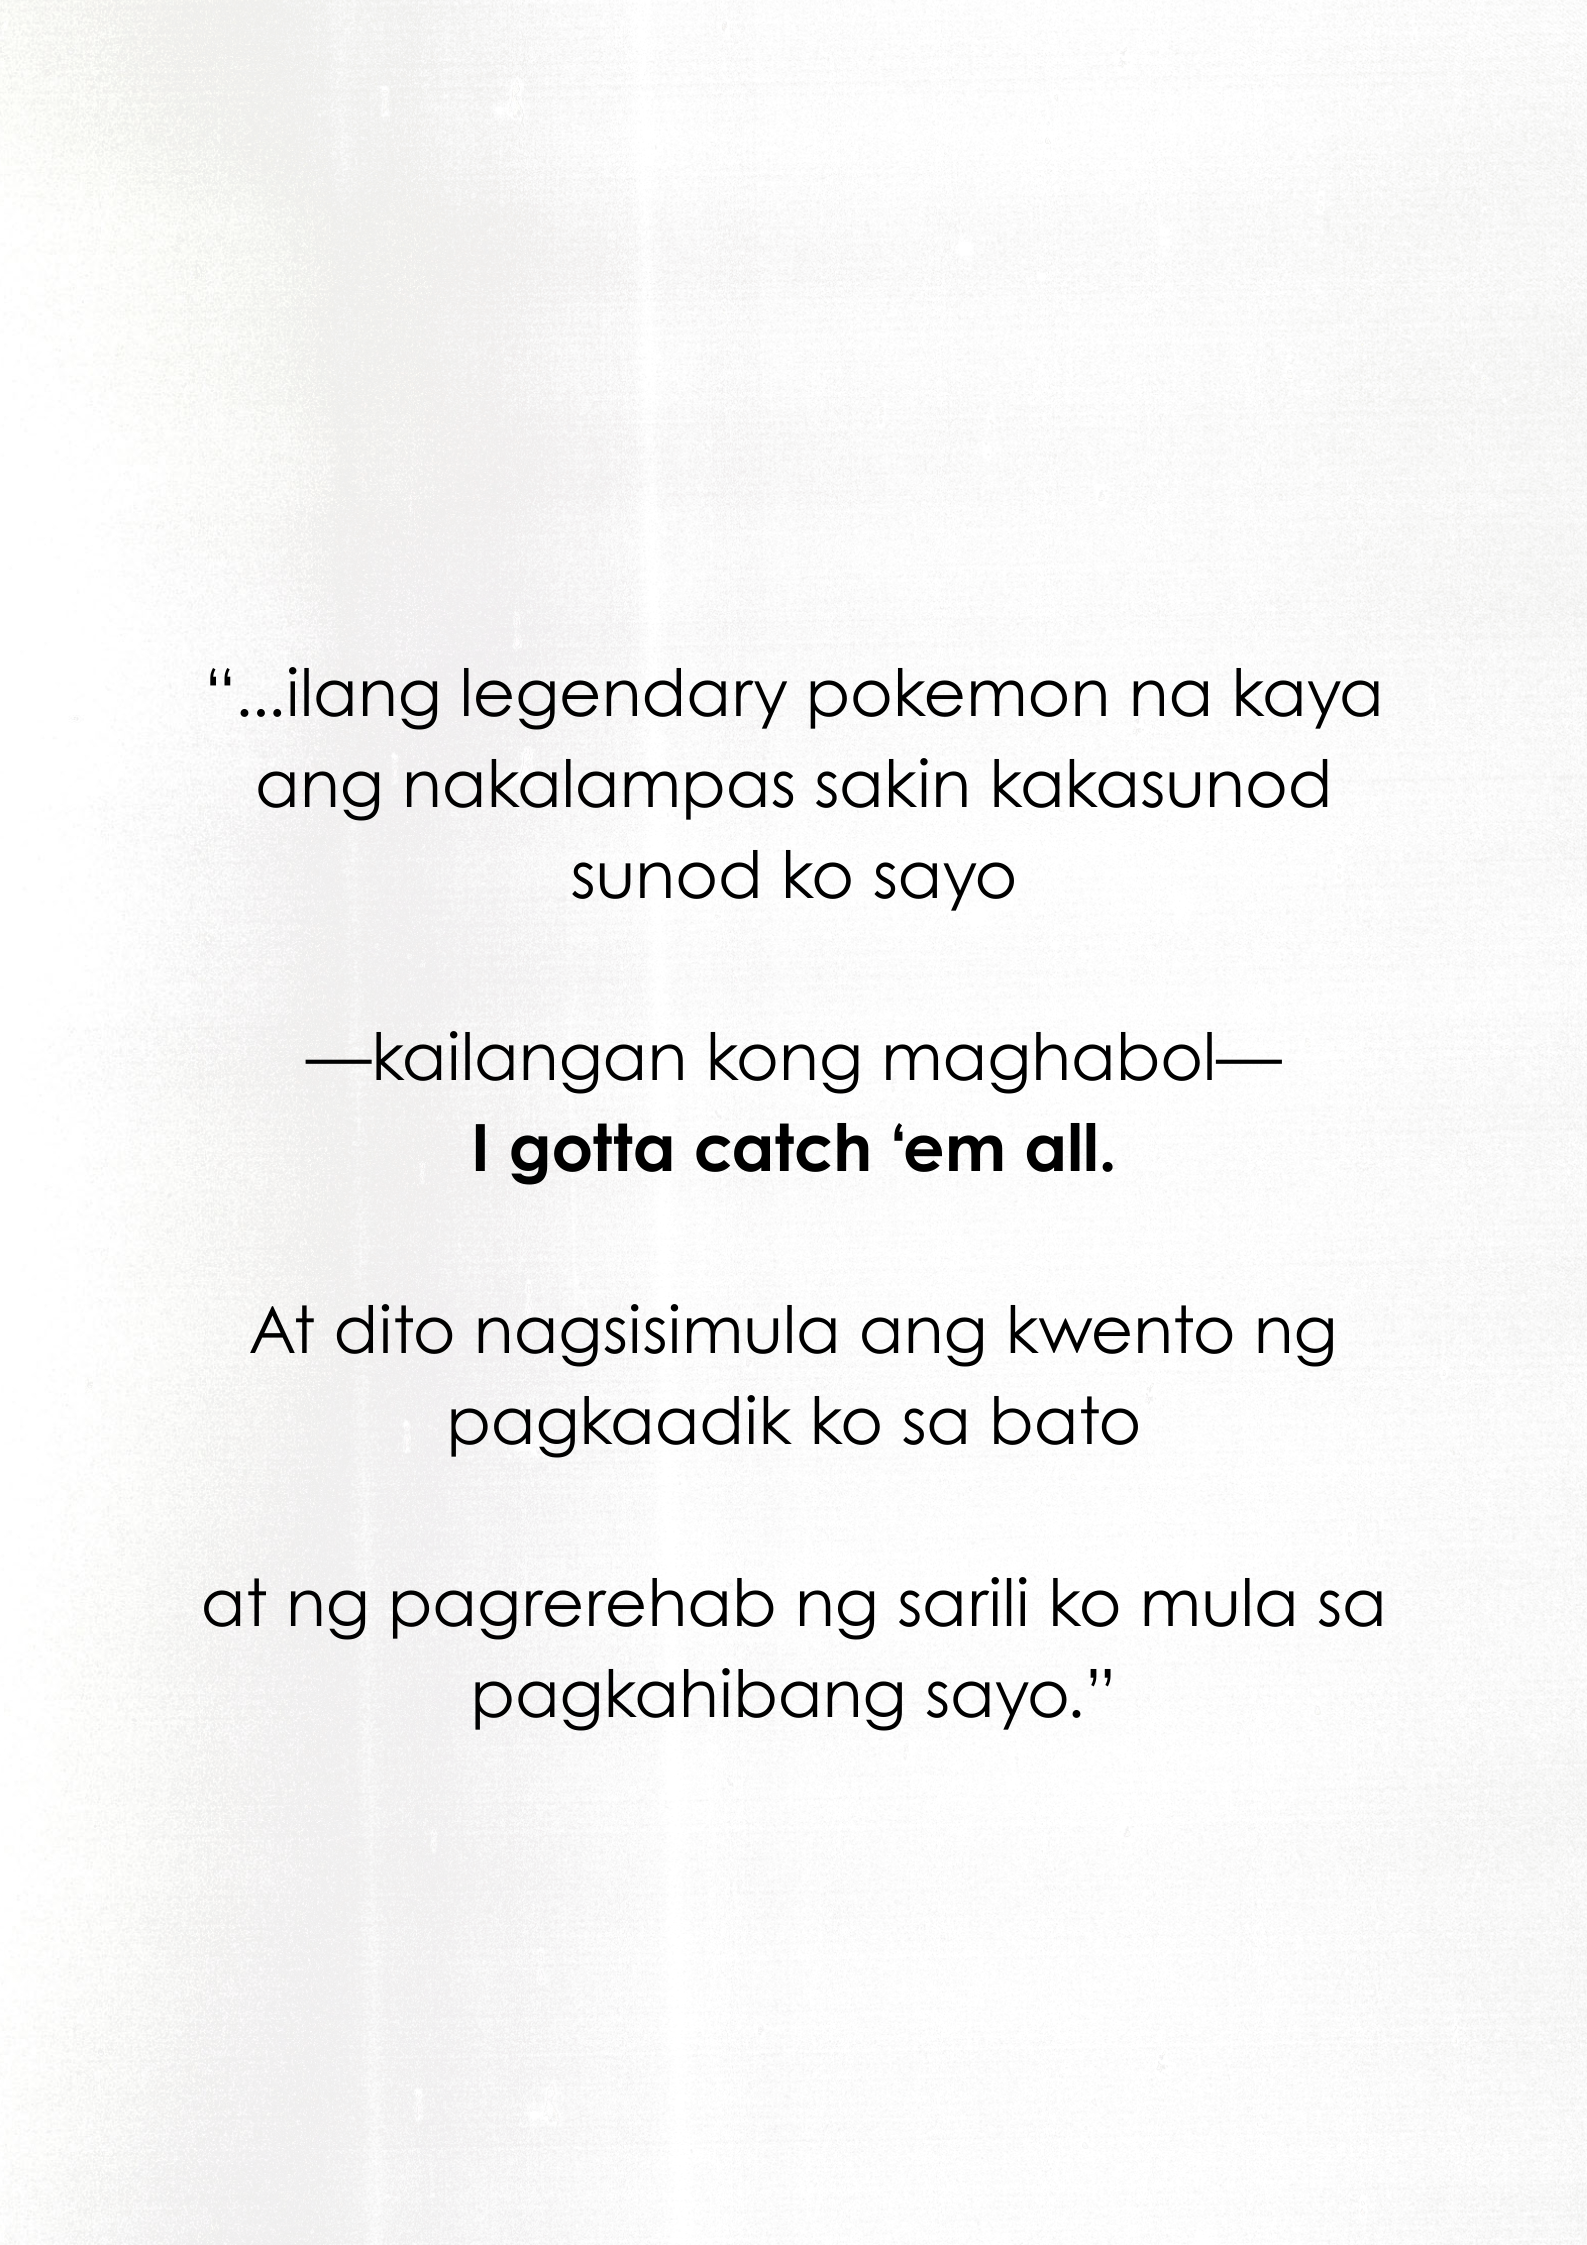 “...ilang legendary pokemon na kaya
ang nakalampas sakin kakasunod
sunod ko sayo
—kailangan kong maghabol—
I gotta catch ‘em all.
At dito nagsisimula ang kwento ng
pagkaadik ko sa bato
at ng pagrerehab ng sarili ko mula sa
pagkahibang sayo.”